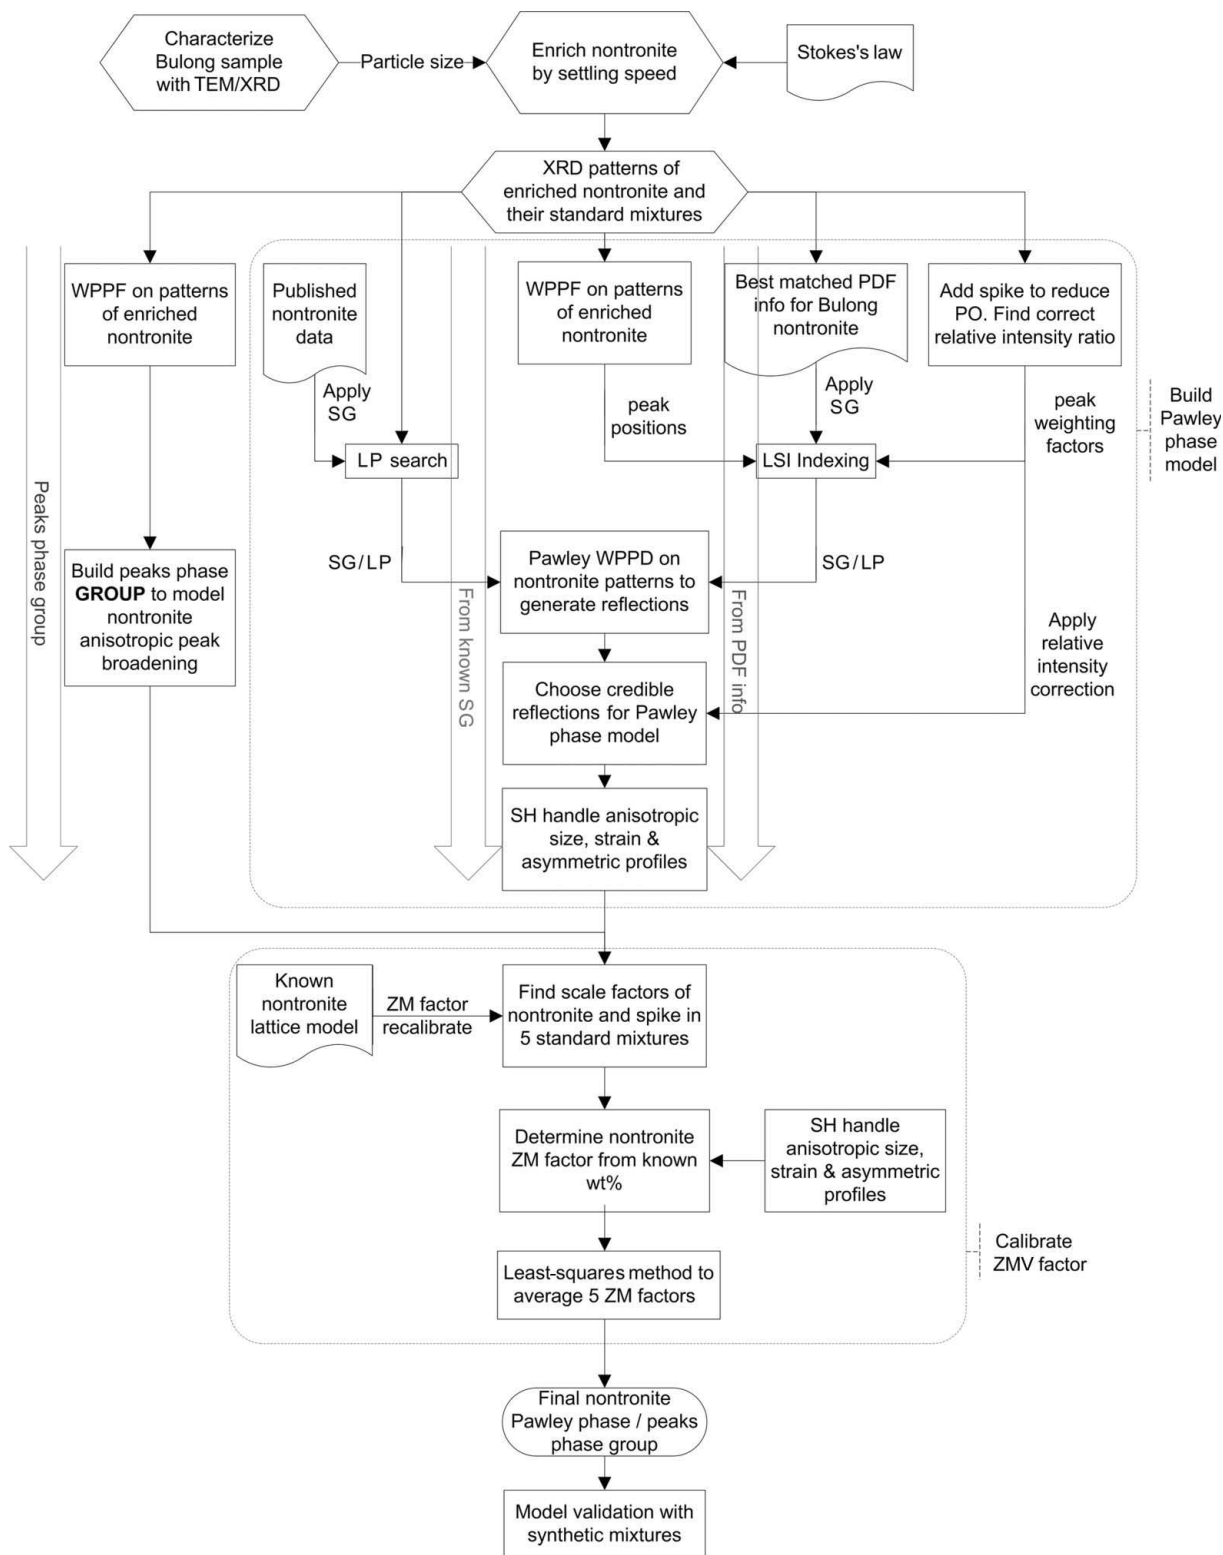 Characterize
Bulong sample
with TEM/XRD
Particle size
Enrich nontronite
by settling speed
Stokes's law
XRD patterns of
enriched nontronite and
their standard mixtures
WPPF on patterns
of enriched
nontronite
Published
nontronite
data
WPPF on patterns
of enriched
nontronite
Best matched PDF
info for Bulong
nontronite
Add spike to reduce
PO. Find correct
relative intensity ratio
Apply
SG
peak
positions
Apply
SG
peak
weighting
factors
Build
Pawley
phase
model
LP search
LSI Indexing
Peaks phase group
From known SG
From PDF info
SG/LP
SG/LP
Build peaks phase
GROUP to model
nontronite
anisotropic peak
broadening
Pawley WPPD on
nontronite patterns to
generate reflections
Apply
relative
intensity
correction
Choose credible
reflections for Pawley
phase model
SH handle anisotropic
size, strain &
asymmetric profiles
Known
nontronite
lattice model
ZM factor
recalibrate
Find scale factors of
nontronite and spike in
5 standard mixtures
Determine nontronite
ZM factor from known
wt%
SH handle
anisotropic size,
strain & asymmetric
profiles
Calibrate
ZMV factor
Least-squares method to
average 5 ZM factors
Final nontronite
Pawley phase / peaks
phase group
Model validation with
synthetic mixtures